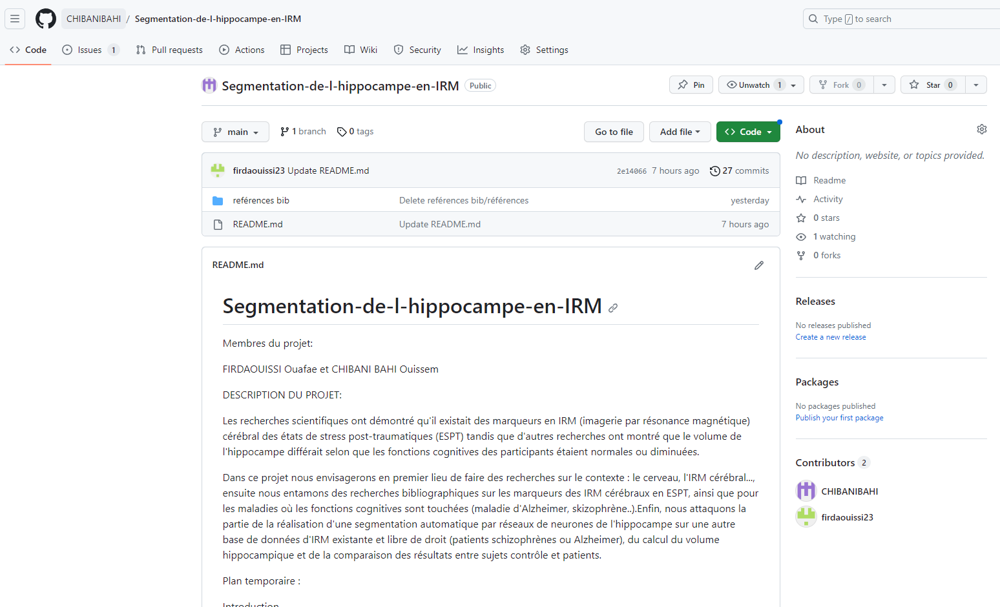 CHIBANIBAHI / Segmentation-de-l-hippocampe-en-IRM
Type / to search
Code
Issues 1
Pull requests
Actions
Projects
Wiki
Security
Insights
Settings
Segmentation-de-l-hippocampe-en-IRM Public
Pin
Unwatch 1
Fork 0
Star 0
main
1 branch
0 tags
Go to file
Add file
Code
firdaouissi23 Update README.md
2e14066 7 hours ago
27 commits
reférences bib
Delete reférences bib/références
yesterday
README.md
Update README.md
7 hours ago
README.md
Segmentation-de-l-hippocampe-en-IRM
Membres du projet:
FIRDAOUISSI Ouafae et CHIBANI BAHI Ouissem
DESCRIPTION DU PROJET:
Les recherches scientifiques ont démontré qu'il existait des marqueurs en IRM (imagerie par résonance magnétique)
cérébral des états de stress post-traumatiques (ESPT) tandis que d'autres recherches ont montré que le volume de
l'hippocampe différait selon que les fonctions cognitives des participants étaient normales ou diminuées.
Dans ce projet nous envisagerons en premier lieu de faire des recherches sur le contexte : le cerveau, l'IRM cérébral...,
ensuite nous entamons des recherches bibliographiques sur les marqueurs des IRM cérébraux en ESPT, ainsi que pour
les maladies où les fonctions cognitives sont touchées (maladie d'Alzheimer, skizophrène..).Enfin, nous attaquons la
partie de la réalisation d'une segmentation automatique par réseaux de neurones de l'hippocampe sur une autre
base de données d'IRM existante et libre de droit (patients schizophrènes ou Alzheimer), du calcul du volume
hippocampique et de la comparaison des résultats entre sujets contrôle et patients.
Plan temporaire :
Introduction
About
No description, website, or topics provided.
Readme
Activity
0 stars
1 watching
0 forks
Releases
No releases published
Create a new release
Packages
No packages published
Publish your first package
Contributors 2
CHIBANIBAHI
firdaouissi23